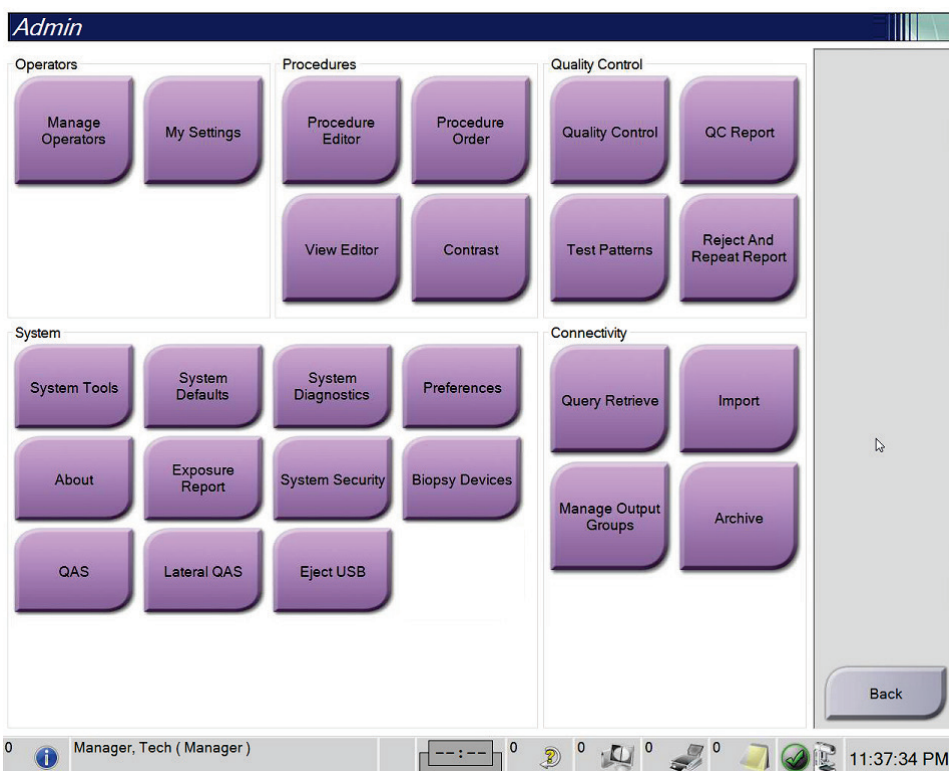 Admin
Operators
Manage
Operators
My Settings
Procedures
Procedure
Editor
Procedure
Order
View Editor
Contrast
Quality Control
Quality Control
QC Report
Test Patterns
Reject And
Repeat Report
System
System Tools
System
Defaults
System
Diagnostics
Preferences
About
Exposure
Report
System Security
Biopsy Devices
QAS
Lateral QAS
Eject USB
Connectivity
Query Retrieve
Import
Manage Output
Groups
Archive
Back
0
Manager, Tech ( Manager )
--:--
0
0
0
0
11:37:34 PM